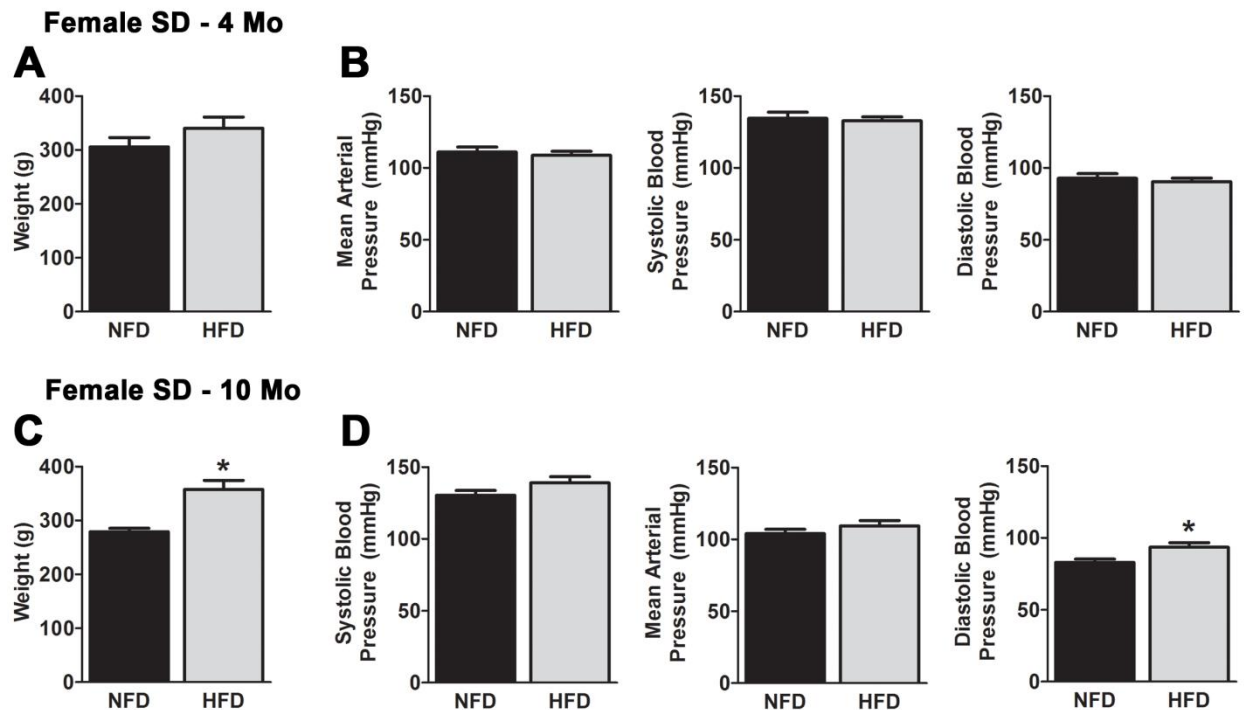 Female SD - 4 Mo
A
Weight (g)
400
300
200
100
0
NFD HFD
B
Mean Arterial
Pressure (mmHg)
150
100
50
0
NFD HFD
Systolic Blood
Pressure (mmHg)
150
100
50
0
NFD HFD
Diastolic Blood
Pressure (mmHg)
150
100
50
0
NFD HFD
Female SD - 10 Mo
C
Weight (g)
400
300
200
100
0
*
NFD HFD
D
Systolic Blood
Pressure (mmHg)
150
100
50
0
NFD HFD
Mean Arterial
Pressure (mmHg)
150
100
50
0
NFD HFD
Diastolic Blood
Pressure (mmHg)
150
100
50
0
*
NFD HFD